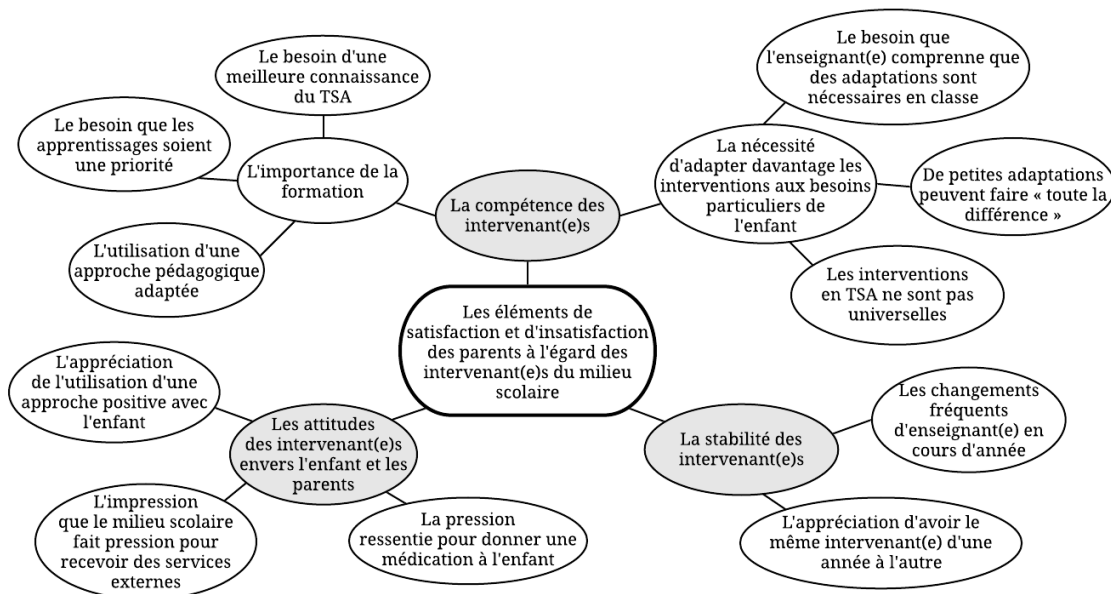 Le besoin d'une
meilleure connaissance
du TSA
Le besoin que les
apprentissages soient
une priorité
L'importance de la
formation
L'utilisation d'une
approche pédagogique
adaptée
La compétence des
intervenant(e)s
Le besoin que
l'enseignant(e) comprenne que
des adaptations sont
nécessaires en classe
La nécessité
d'adapter davantage les
interventions aux besoins
particuliers de
l'enfant
De petites adaptations
peuvent faire « toute la
différence »
Les interventions
en TSA ne sont pas
universelles
Les éléments de
satisfaction et d'insatisfaction
des parents à l'égard des
intervenant(e)s du milieu
scolaire
L'appréciation
de l'utilisation d'une
approche positive avec
l'enfant
Les attitudes
des intervenant(e)s
envers l'enfant et les
parents
L'impression
que le milieu scolaire
fait pression pour
recevoir des services
externes
La pression
ressentie pour donner une
médication à l'enfant
La stabilité des
intervenant(e)s
Les changements
fréquents
d'enseignant(e) en
cours d'année
L'appréciation d'avoir le
même intervenant(e) d'une
année à l'autre